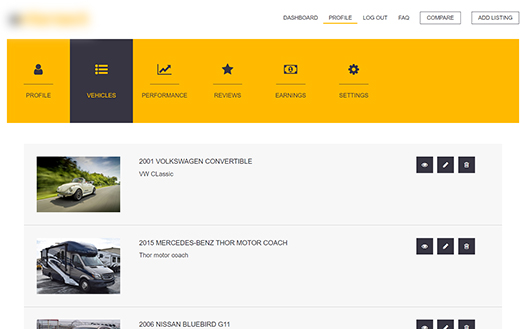 DASHBOARD PROFILE LOG OUT FAQ COMPARE ADD LISTING
PROFILE VEHICLES PERFORMANCE REVIEWS EARNINGS SETTINGS
2001 VOLKSWAGEN CONVERTIBLE
VW CLassic
2015 MERCEDES-BENZ THOR MOTOR COACH
Thor motor coach
2006 NISSAN BLUEBIRD G11